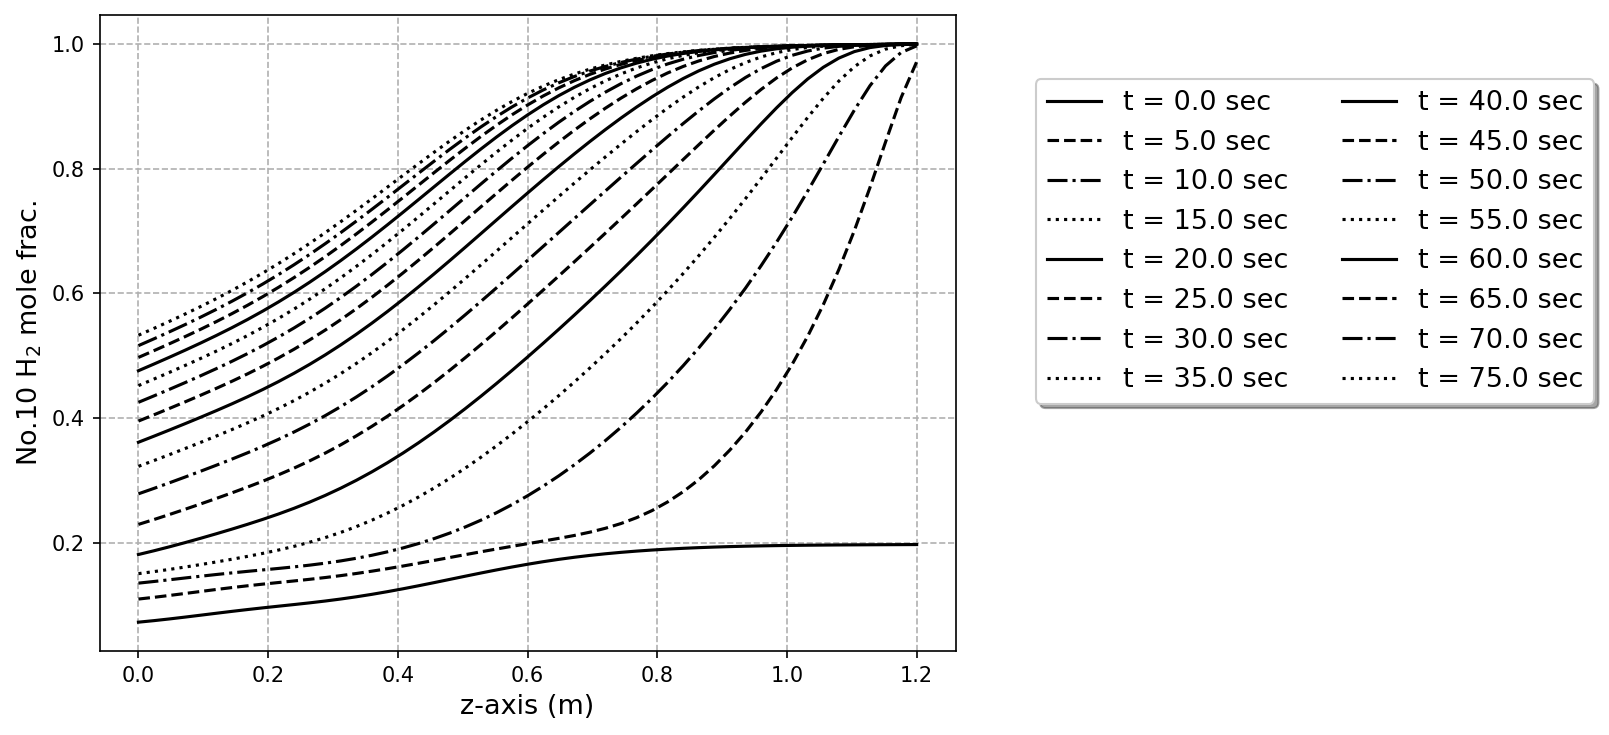 No.10 H₂ mole frac.
1.0
0.8
0.6
0.4
0.2
0.0 0.2 0.4 0.6 0.8 1.0 1.2
z-axis (m)
t = 0.0 sec
t = 5.0 sec
t = 10.0 sec
t = 15.0 sec
t = 20.0 sec
t = 25.0 sec
t = 30.0 sec
t = 35.0 sec
t = 40.0 sec
t = 45.0 sec
t = 50.0 sec
t = 55.0 sec
t = 60.0 sec
t = 65.0 sec
t = 70.0 sec
t = 75.0 sec